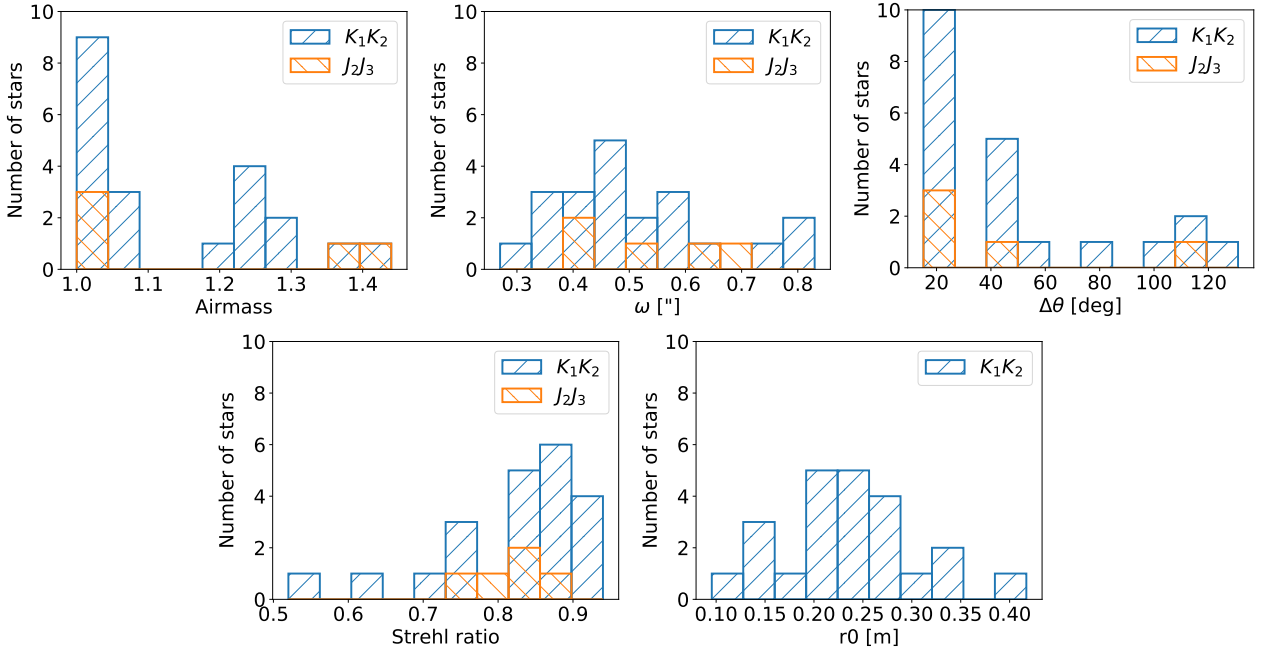 10
8
6
4
2
0
Number of stars
K₁K₂
J₂J₃
1.0 1.1 1.2 1.3 1.4
Airmass
10
8
6
4
2
0
Number of stars
K₁K₂
J₂J₃
0.3 0.4 0.5 0.6 0.7 0.8
ω ["]
10
8
6
4
2
0
Number of stars
K₁K₂
J₂J₃
20 40 60 80 100 120
Δθ [deg]
10
8
6
4
2
0
Number of stars
K₁K₂
J₂J₃
0.5 0.6 0.7 0.8 0.9
Strehl ratio
10
8
6
4
2
0
Number of stars
K₁K₂
0.10 0.15 0.20 0.25 0.30 0.35 0.40
r0 [m]